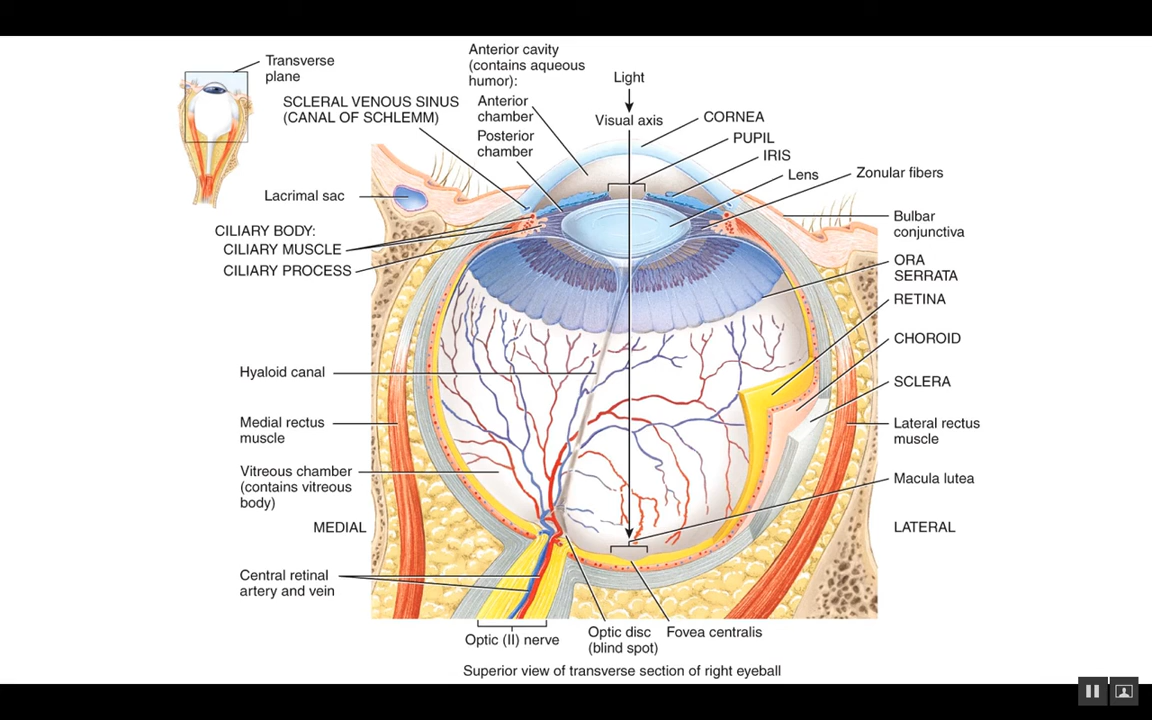 Transverse
plane
Anterior cavity
(contains aqueous
humor):
Anterior
chamber
Posterior
chamber
SCLERAL VENOUS SINUS
(CANAL OF SCHLEMM)
Light
Visual axis
CORNEA
PUPIL
IRIS
Lens
Zonular fibers
Lacrimal sac
Bulbar
conjunctiva
CILIARY BODY:
CILIARY MUSCLE
CILIARY PROCESS
ORA
SERRATA
RETINA
CHOROID
Hyaloid canal
SCLERA
Medial rectus
muscle
Lateral rectus
muscle
Vitreous chamber
(contains vitreous
body)
Macula lutea
MEDIAL
LATERAL
Central retinal
artery and vein
Optic (II) nerve
Optic disc
(blind spot)
Fovea centralis
Superior view of transverse section of right eyeball